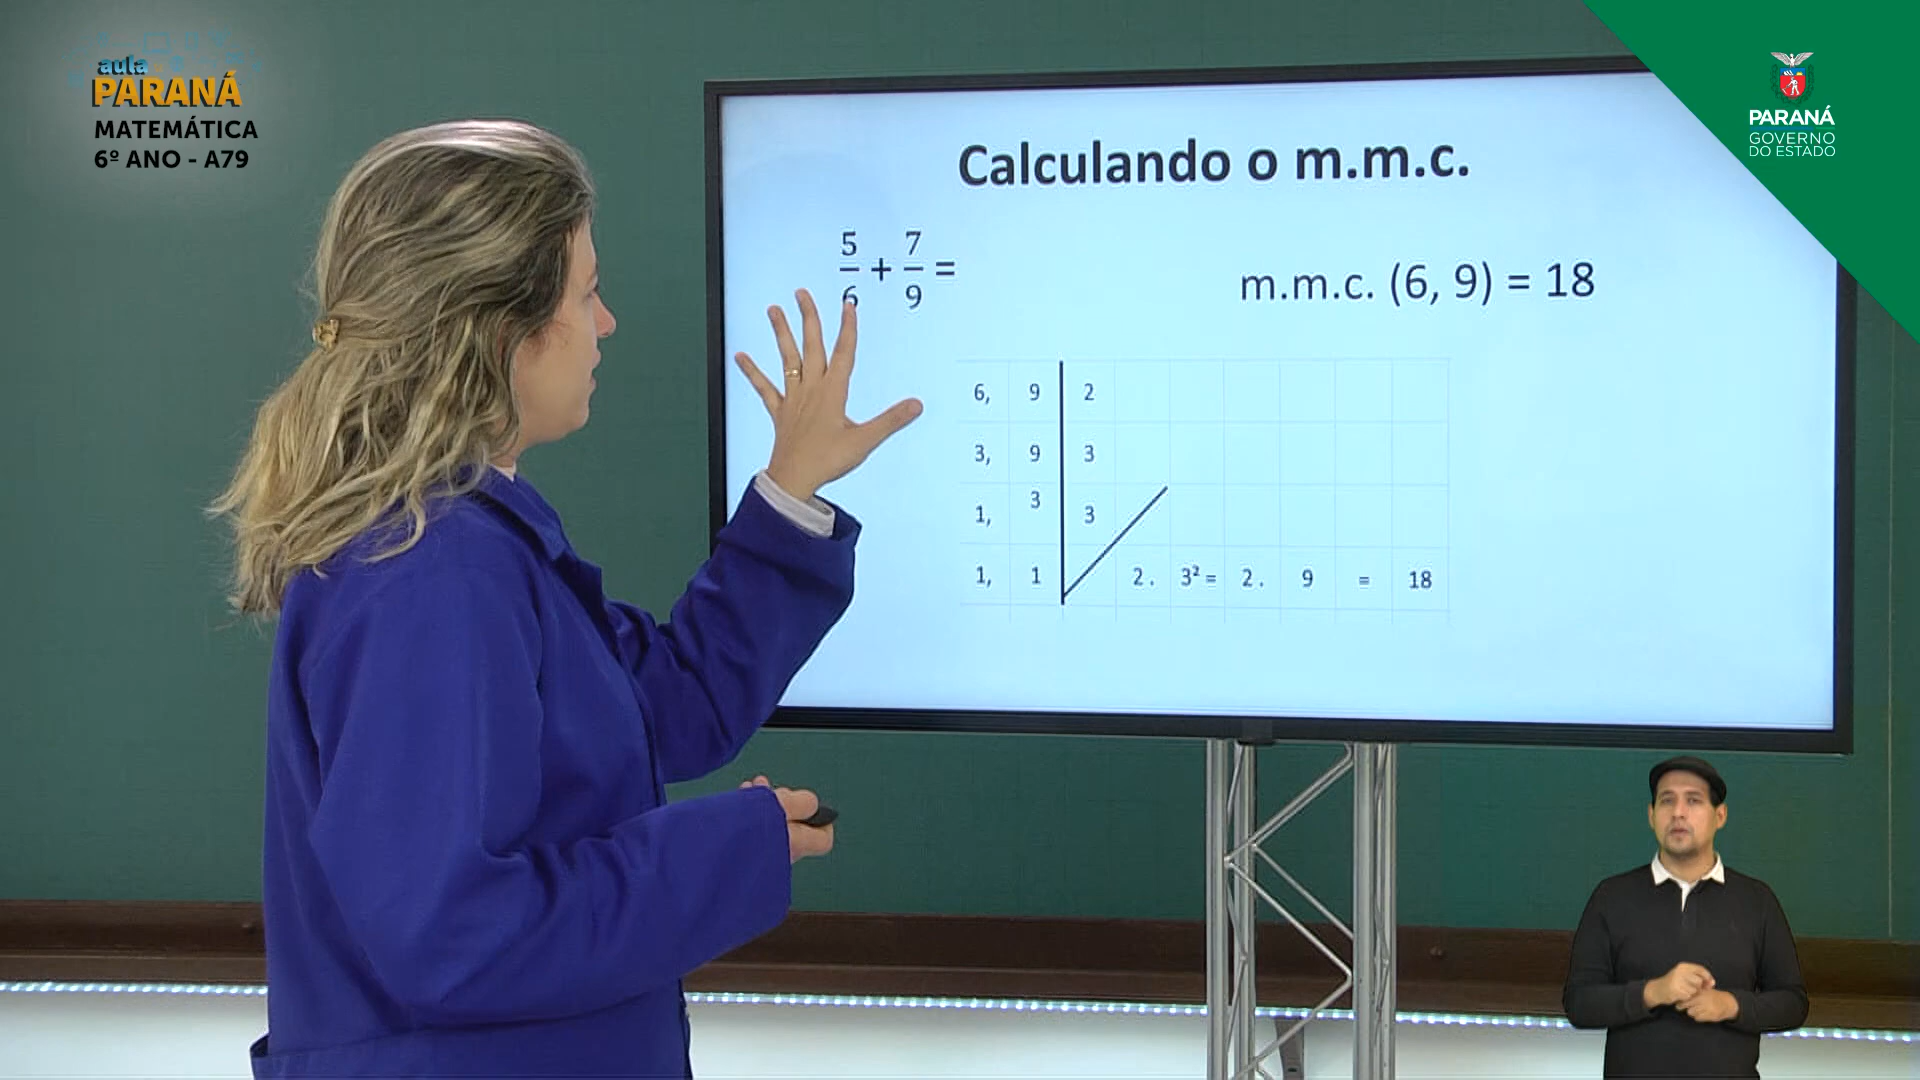 aula
PARANÁ
MATEMÁTICA
6º ANO - A79
PARANÁ
GOVERNO
DO ESTADO
Calculando o m.m.c.
5/6 + 7/9 =
m.m.c. (6, 9) = 18
6, 9 2
3, 9 3
1, 3 3
1, 1 2 . 3² = 2 . 9 = 18